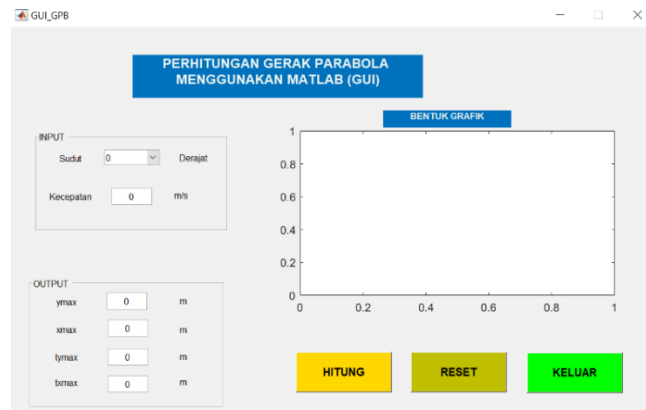 GUI_GPB
PERHITUNGAN GERAK PARABOLA
MENGGUNAKAN MATLAB (GUI)
INPUT
Sudut 0 Derajat
Kecepatan 0 m/s
OUTPUT
ymax 0 m
xmax 0 m
tymax 0 m
txmax 0 m
BENTUK GRAFIK
1
0.8
0.6
0.4
0.2
0
0 0.2 0.4 0.6 0.8 1
HITUNG RESET KELUAR